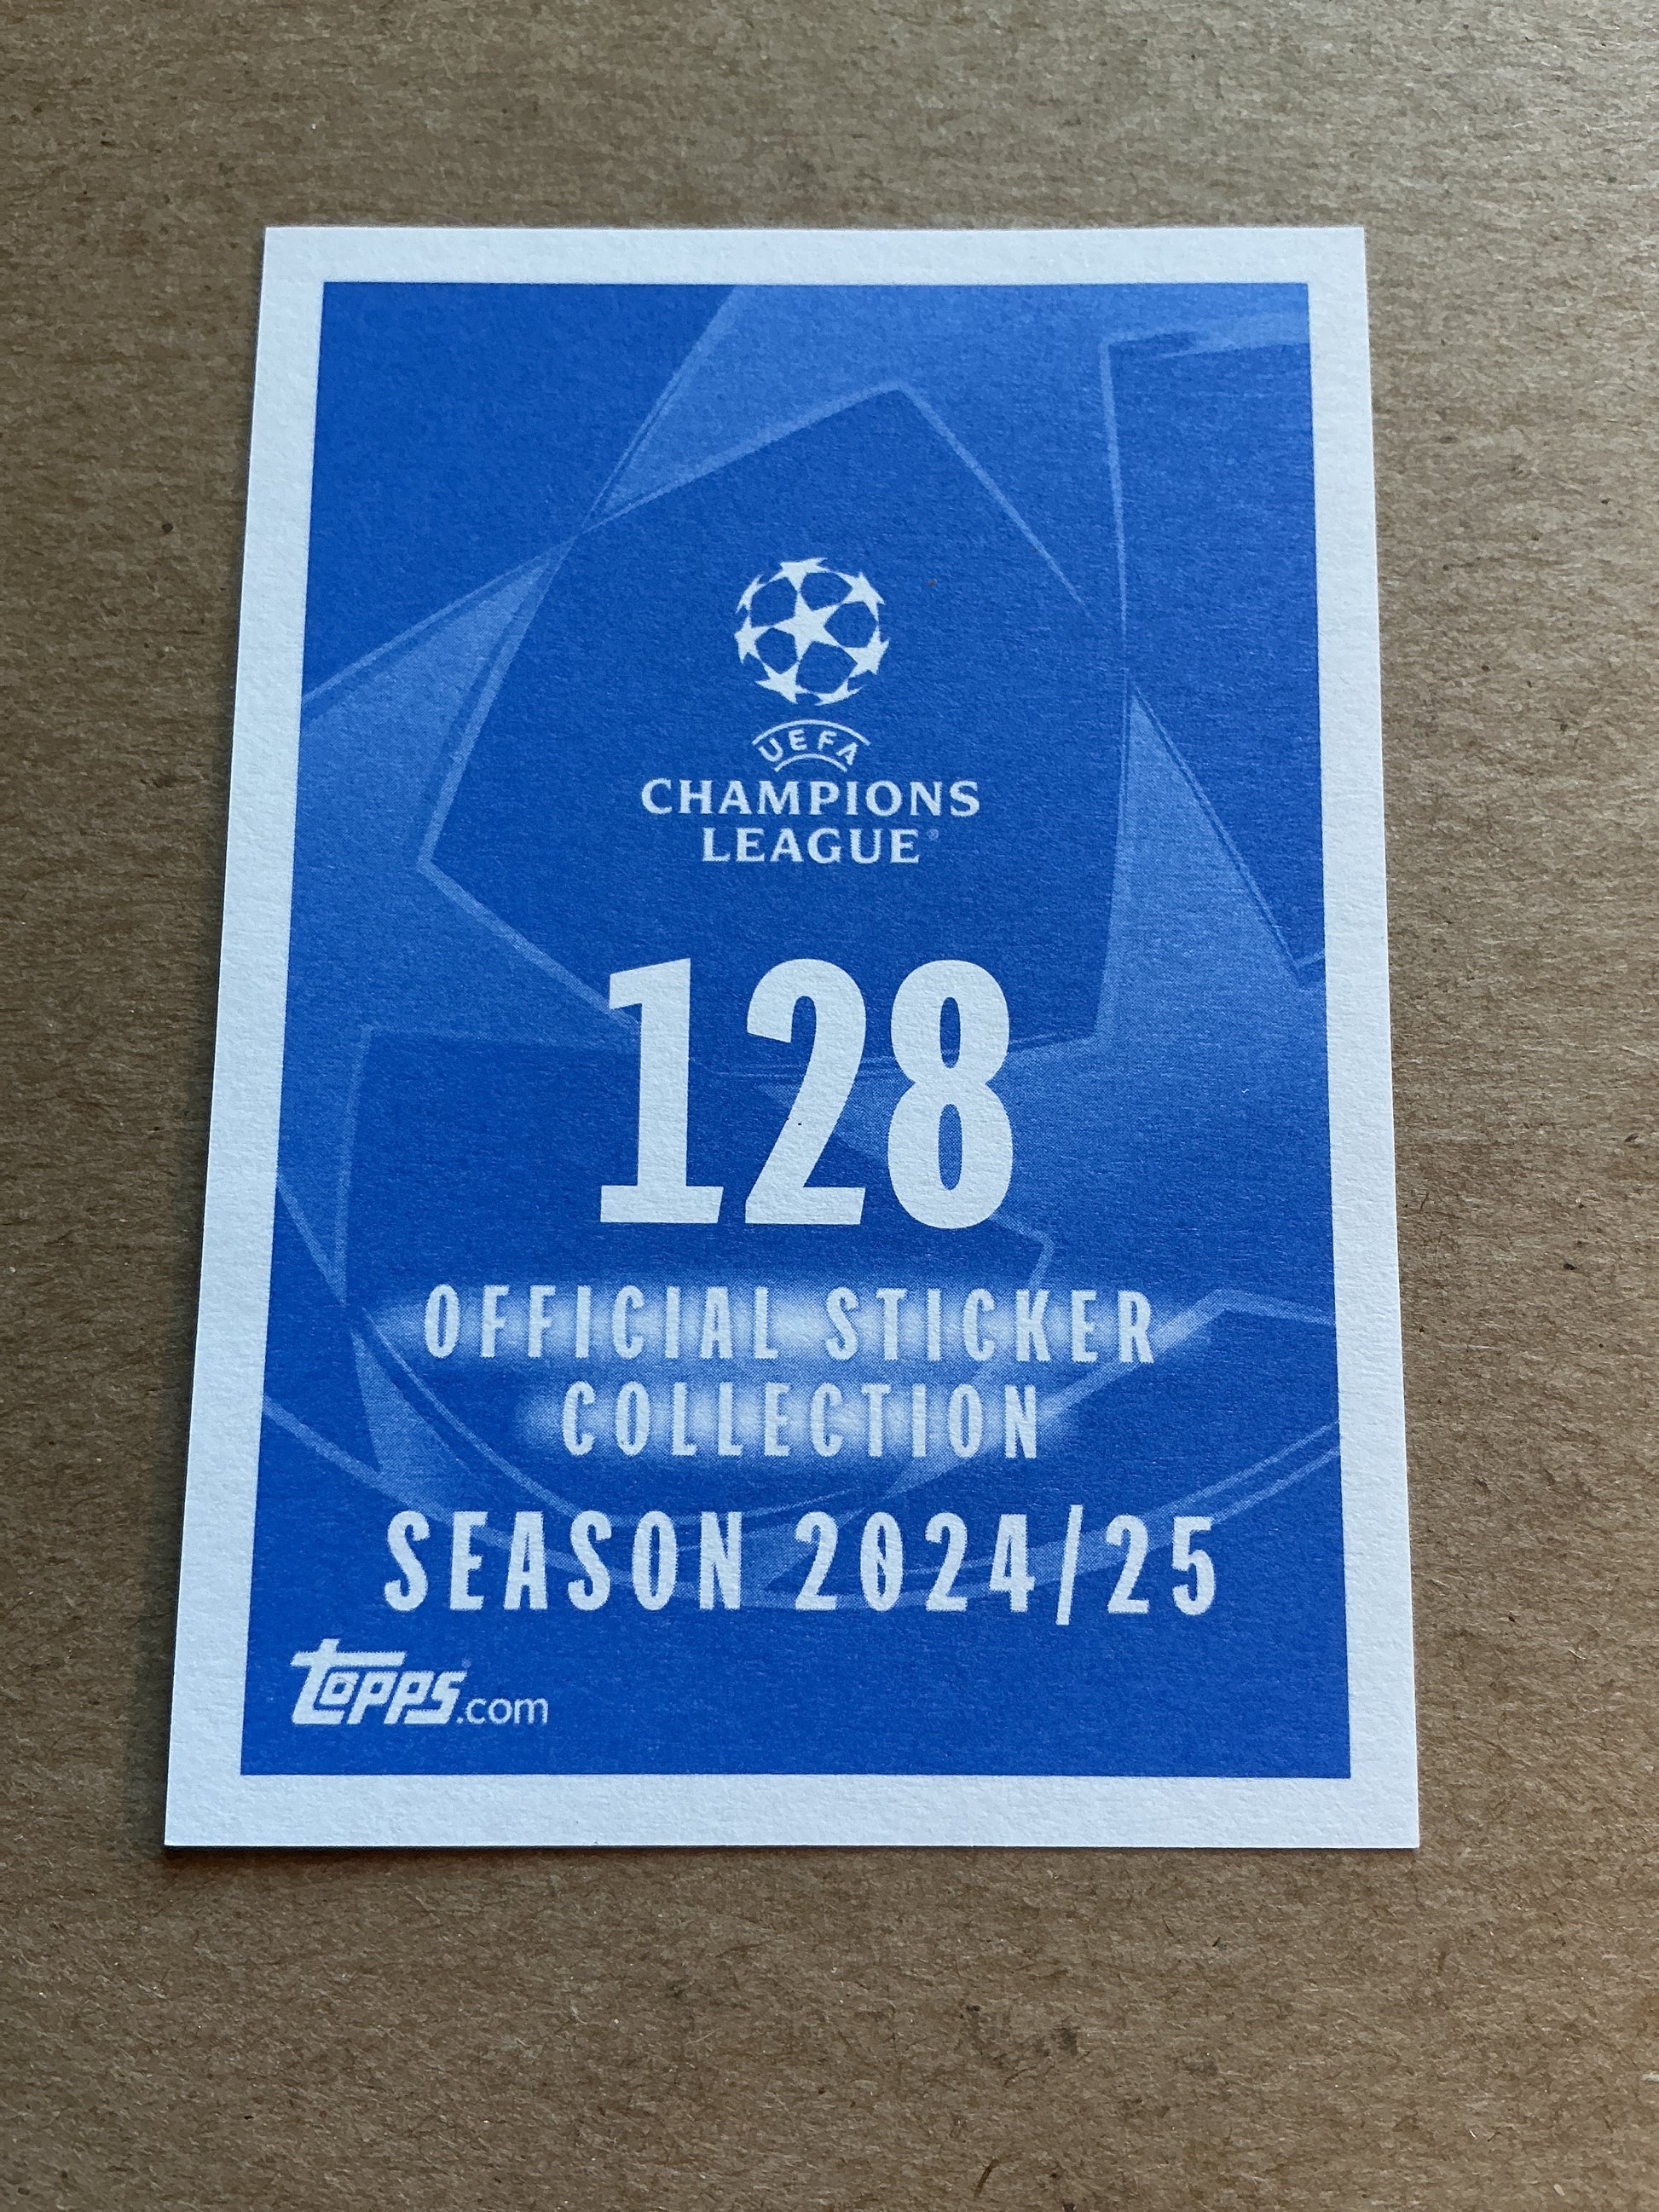 UEFA
CHAMPIONS
LEAGUE®
128
OFFICIAL STICKER
COLLECTION
SEASON 2024/25
topps®.com